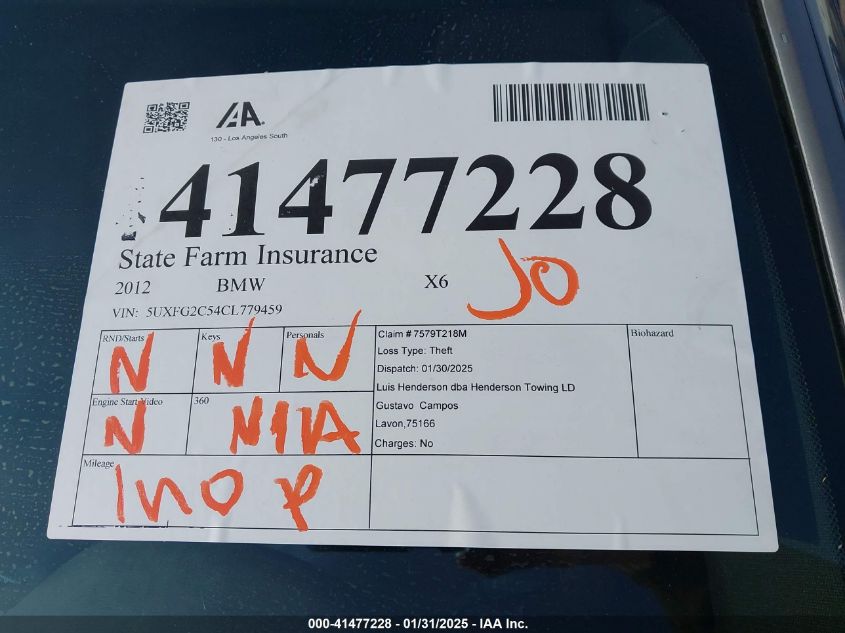 IAA.
130 - Los Angeles South
41477228
State Farm Insurance
2012 BMW X6
JO
VIN: 5UXFG2C54CL779459
RND/Starts Keys Personals
N N N
Engine Start Video 360
N N/A
Mileage
Inop
Claim # 7579T218M
Loss Type: Theft
Dispatch: 01/30/2025
Luis Henderson dba Henderson Towing LD
Gustavo Campos
Lavon,75166
Charges: No
Biohazard
000-41477228 - 01/31/2025 - IAA Inc.